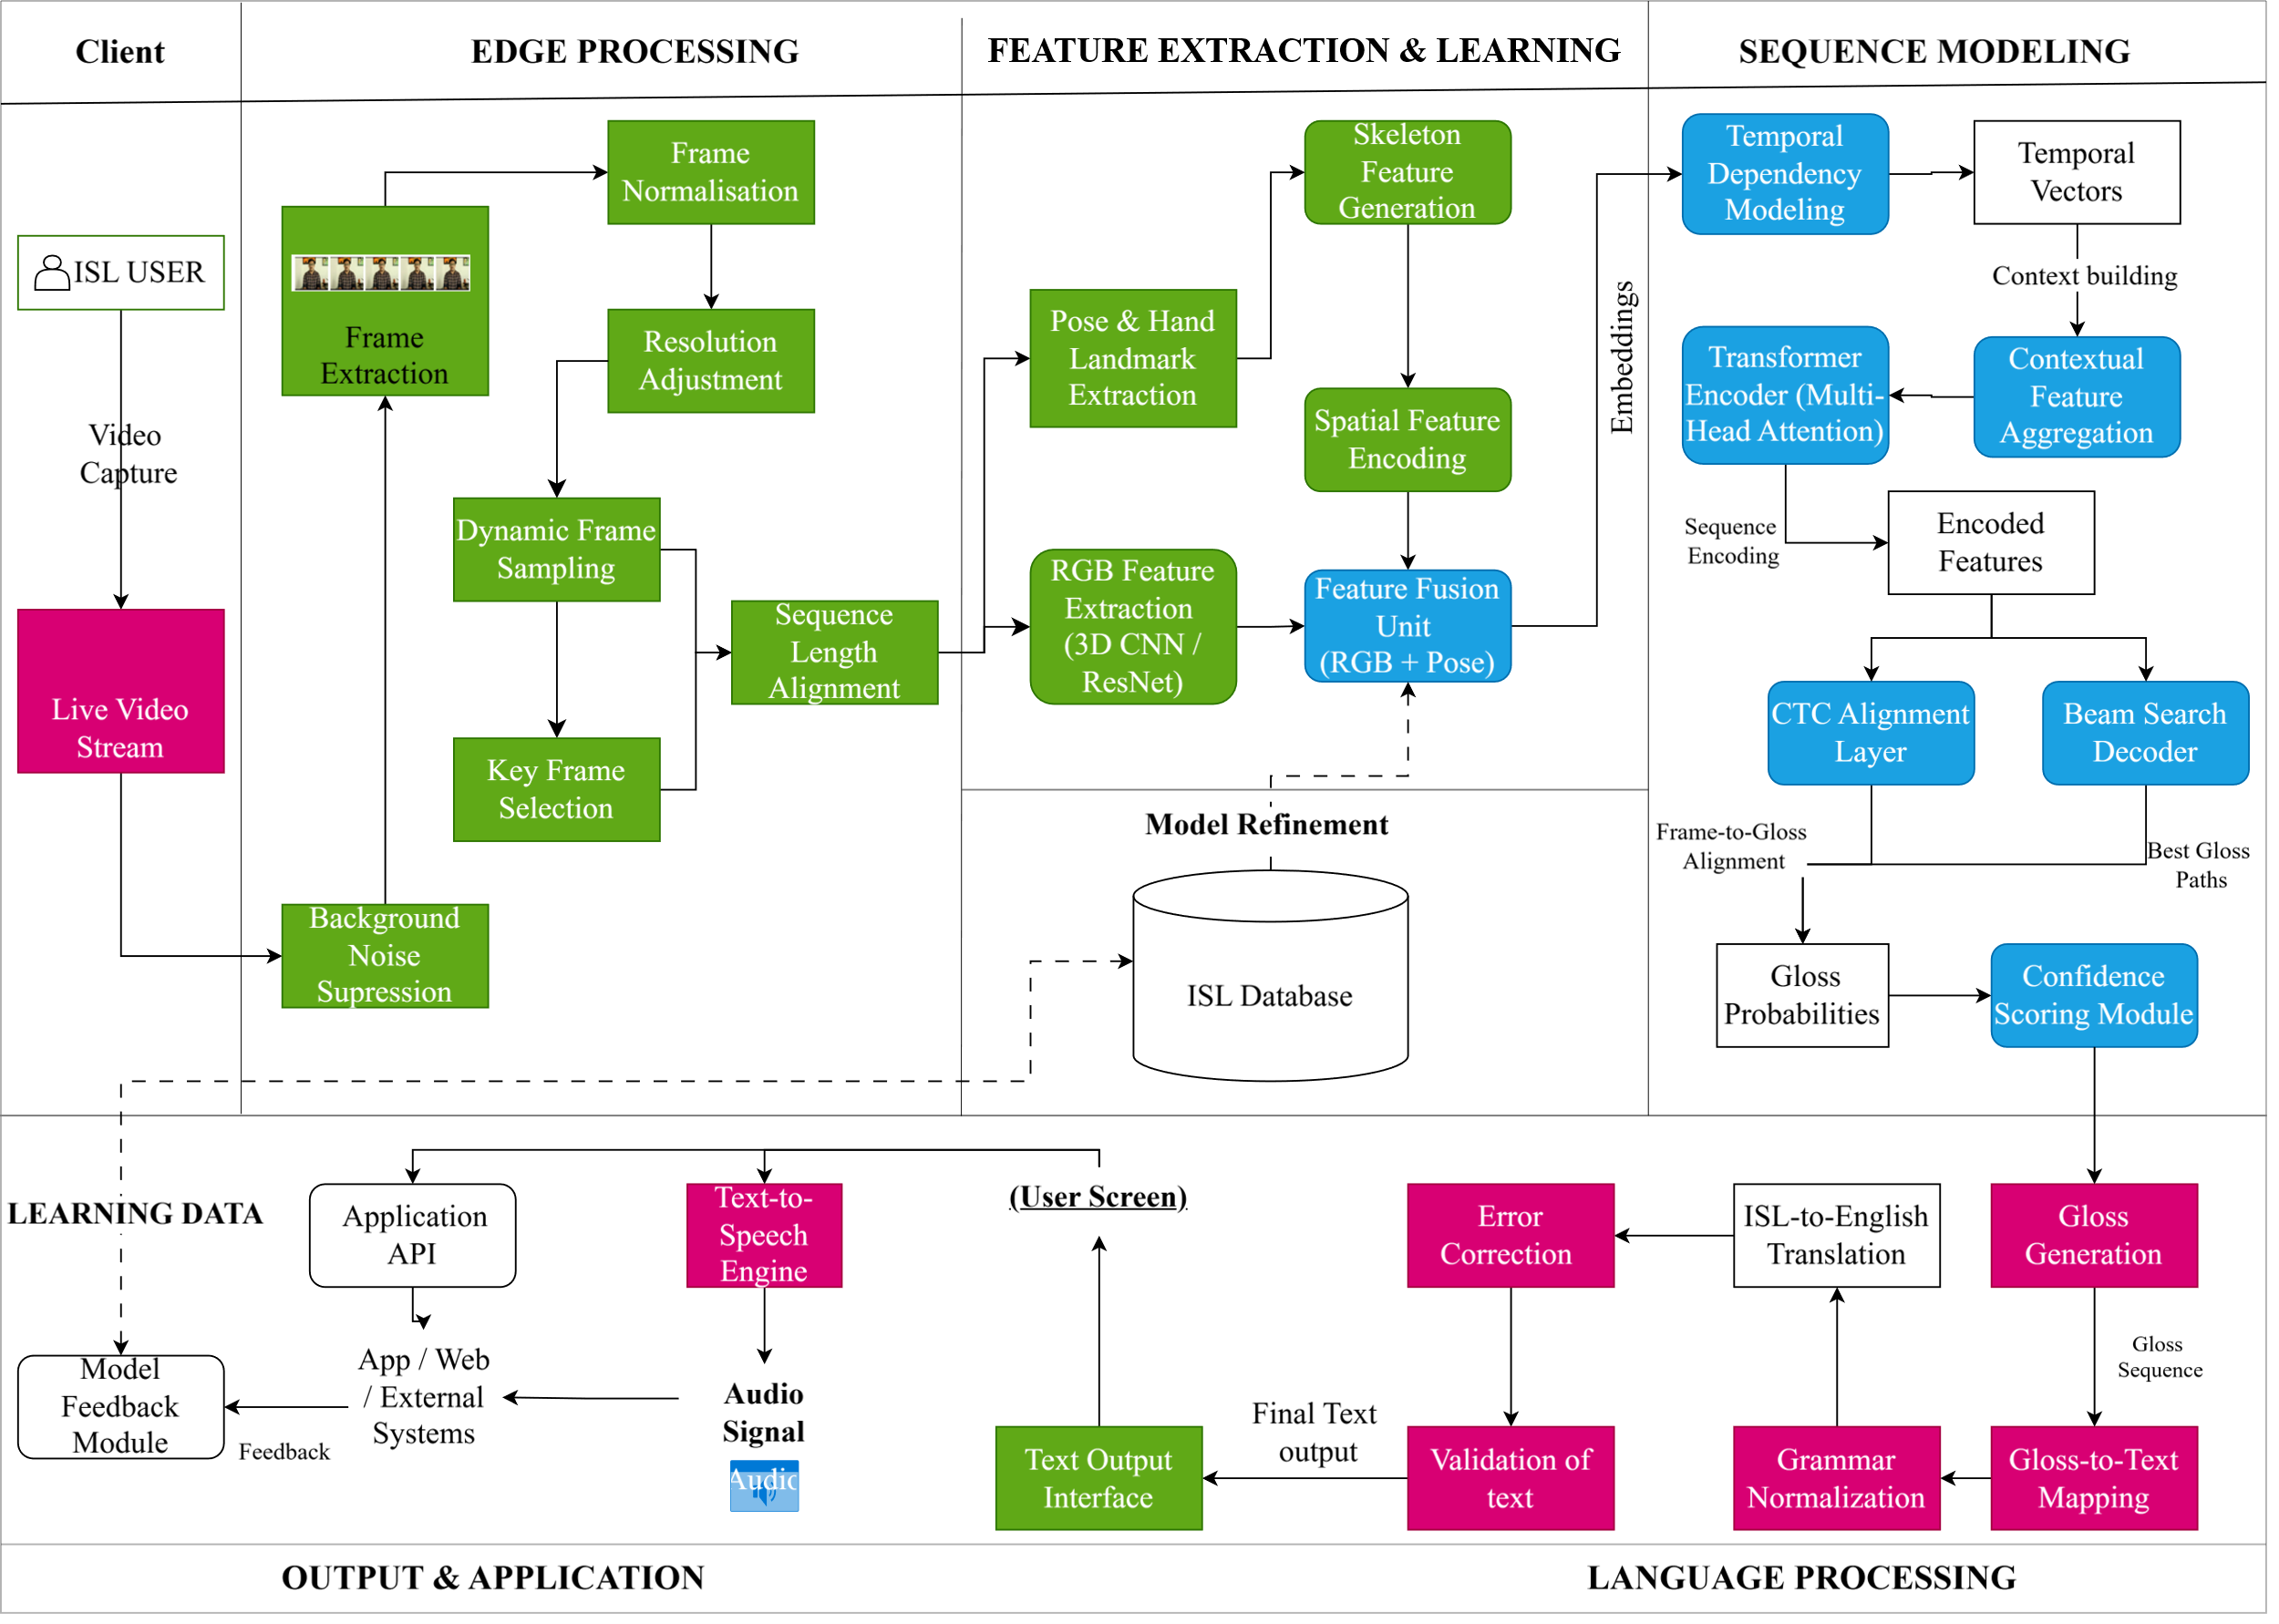 Client
EDGE PROCESSING
FEATURE EXTRACTION & LEARNING
SEQUENCE MODELING
ISL USER
Video
Capture
Live Video
Stream
Frame
Extraction
Frame
Normalisation
Resolution
Adjustment
Dynamic Frame
Sampling
Key Frame
Selection
Sequence
Length
Alignment
Background
Noise
Supression
Pose & Hand
Landmark
Extraction
Skeleton
Feature
Generation
Spatial Feature
Encoding
RGB Feature
Extraction
(3D CNN /
ResNet)
Feature Fusion
Unit
(RGB + Pose)
Embeddings
Model Refinement
ISL Database
Temporal
Dependency
Modeling
Temporal
Vectors
Context building
Transformer
Encoder (Multi-
Head Attention)
Contextual
Feature
Aggregation
Sequence
Encoding
Encoded
Features
CTC Alignment
Layer
Beam Search
Decoder
Frame-to-Gloss
Alignment
Best Gloss
Paths
Gloss
Probabilities
Confidence
Scoring Module
LEARNING DATA
Application
API
Text-to-
Speech
Engine
(User Screen)
Error
Correction
ISL-to-English
Translation
Gloss
Generation
Gloss
Sequence
Model
Feedback
Module
Feedback
App / Web
/ External
Systems
Audio
Signal
Audio
Text Output
Interface
Final Text
output
Validation of
text
Grammar
Normalization
Gloss-to-Text
Mapping
OUTPUT & APPLICATION
LANGUAGE PROCESSING